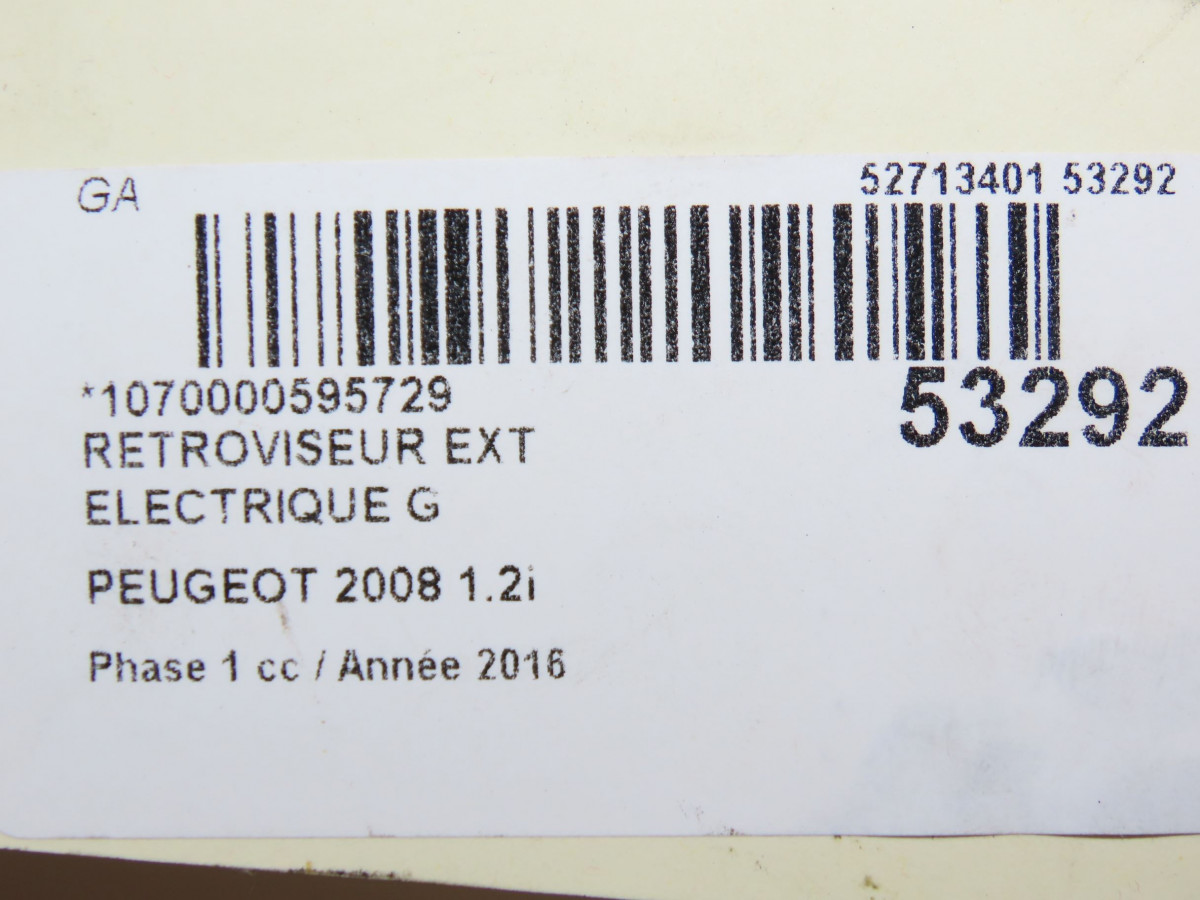 GA
52713401 53292
*1070000595729
53292
RETROVISEUR EXT
ELECTRIQUE G
PEUGEOT 2008 1.2i
Phase 1 cc / Année 2016